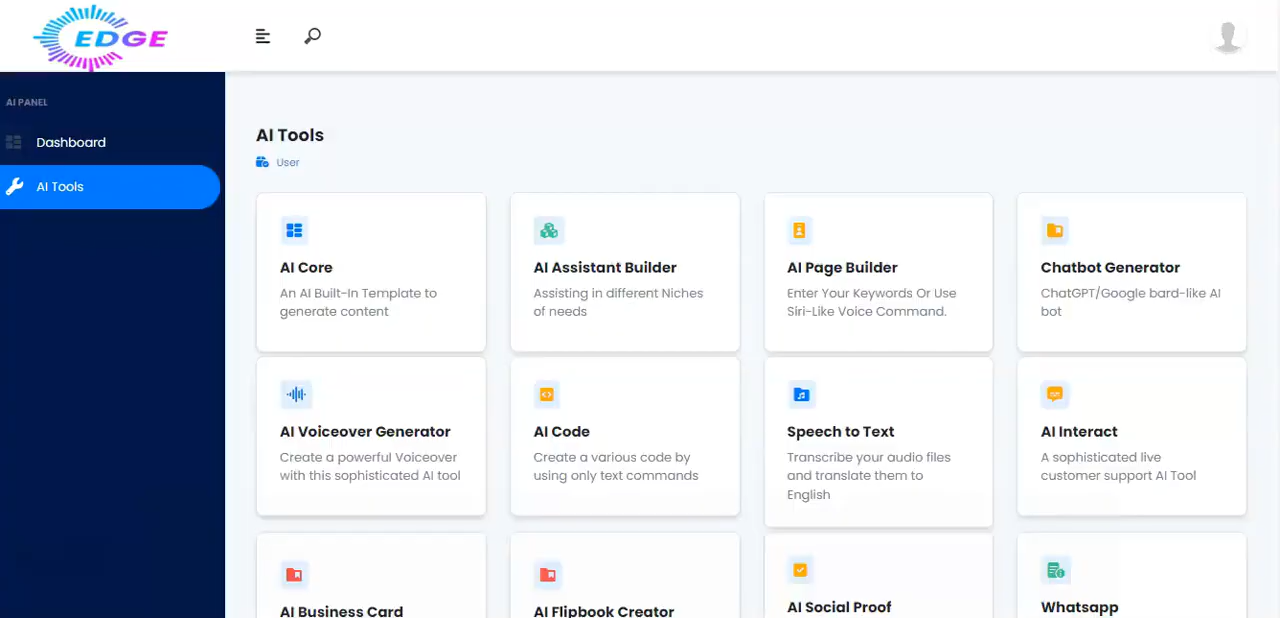 EDGE
AI PANEL
Dashboard
AI Tools
AI Tools
User
AI Core
An AI Built-In Template to
generate content
AI Assistant Builder
Assisting in different Niches
of needs
AI Page Builder
Enter Your Keywords Or Use
Siri-Like Voice Command.
Chatbot Generator
ChatGPT/Google bard-like AI
bot
AI Voiceover Generator
Create a powerful Voiceover
with this sophisticated AI tool
AI Code
Create a various code by
using only text commands
Speech to Text
Transcribe your audio files
and translate them to
English
AI Interact
A sophisticated live
customer support AI Tool
AI Business Card
AI Flipbook Creator
AI Social Proof
Whatsapp